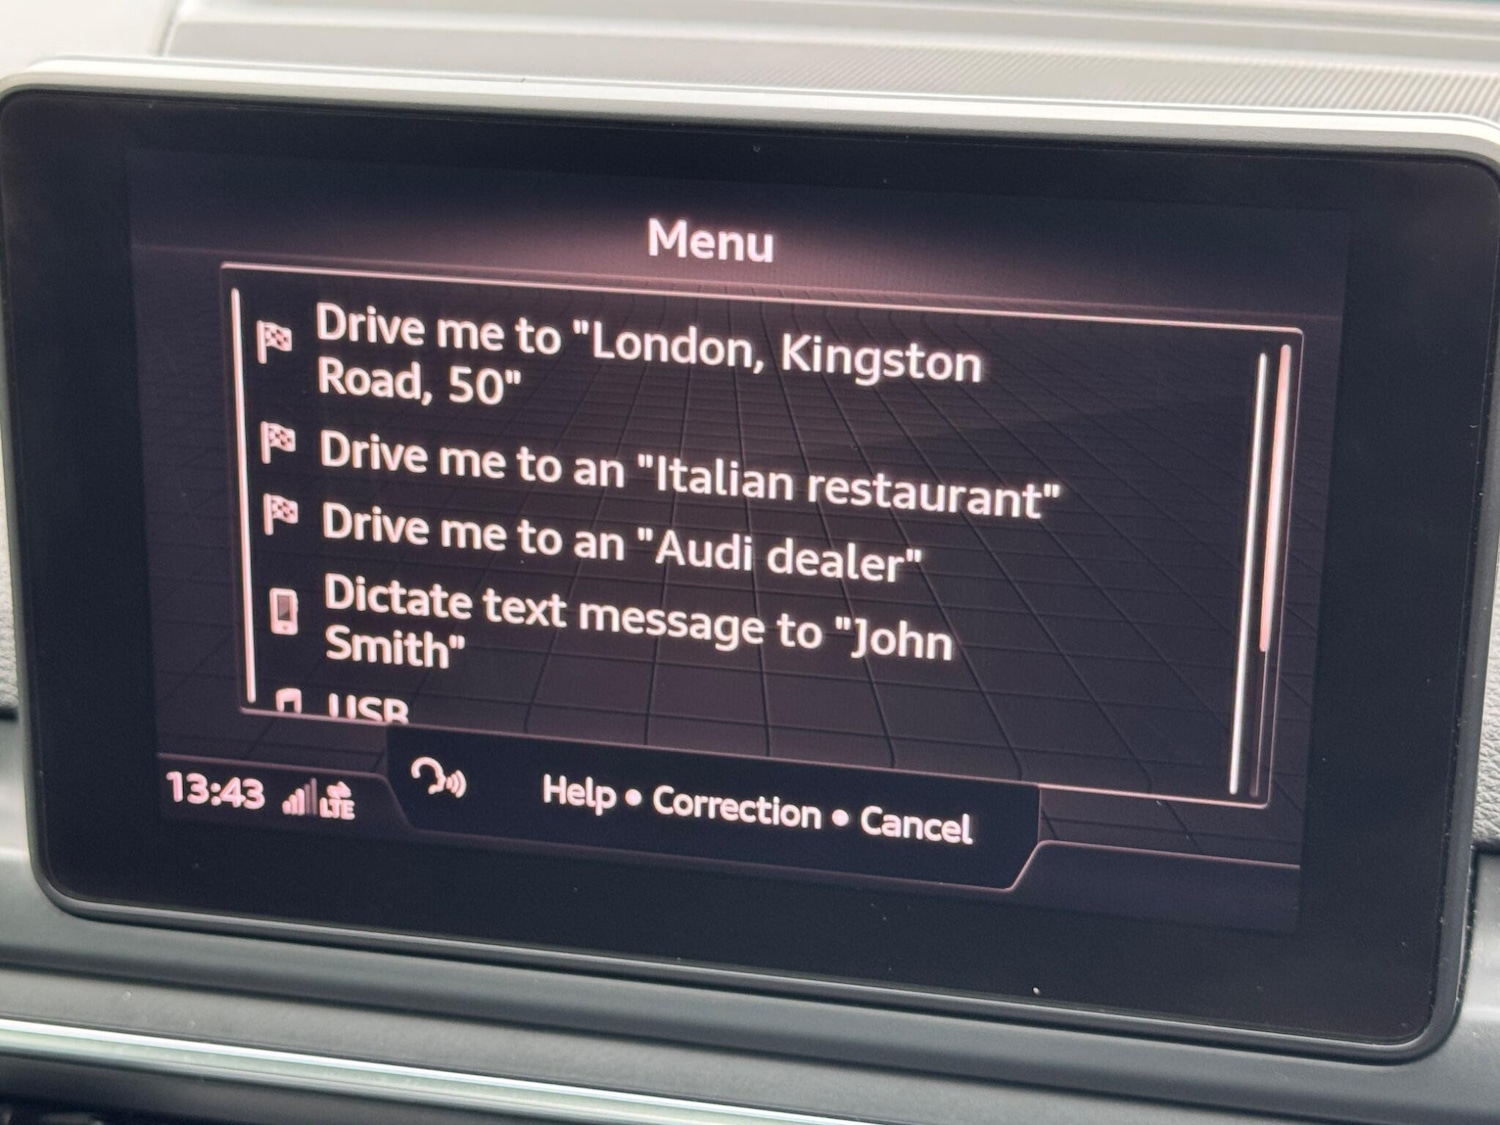 Menu
Drive me to "London, Kingston
Road, 50"
Drive me to an "Italian restaurant"
Drive me to an "Audi dealer"
Dictate text message to "John
Smith"
USB
13:43 LTE
Help • Correction • Cancel